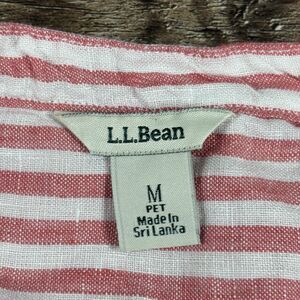 L.L.Bean
M
PET
Made In
Sri Lanka